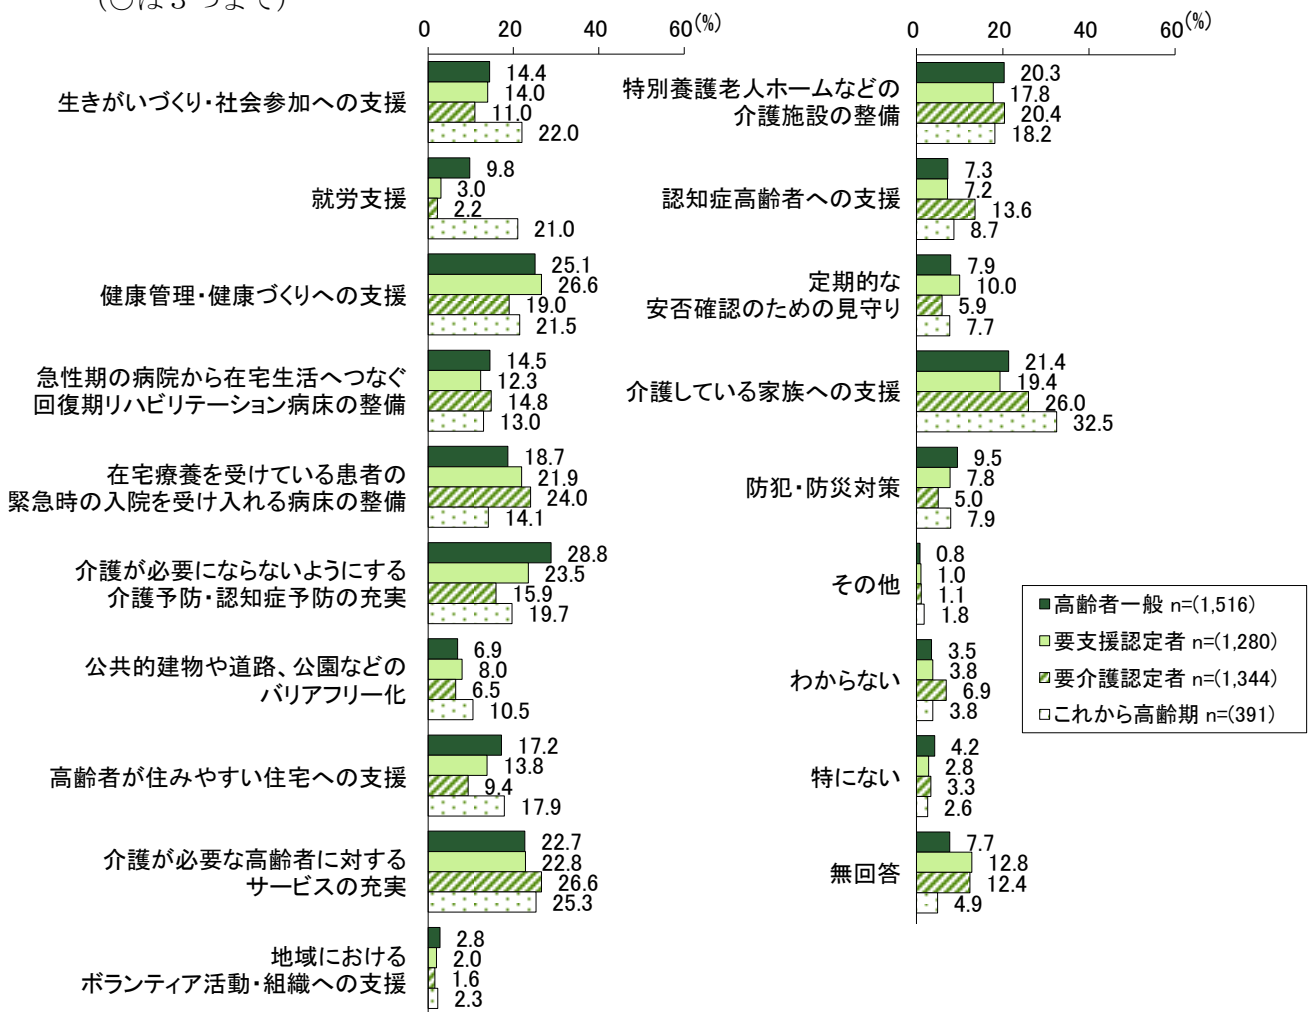 (○は3つまで)
0 20 40 60(%)
生きがいづくり・社会参加への支援
14.4
14.0
11.0
22.0
就労支援
9.8
3.0
2.2
21.0
健康管理・健康づくりへの支援
25.1
26.6
19.0
21.5
急性期の病院から在宅生活へつなぐ
回復期リハビリテーション病床の整備
14.5
12.3
14.8
13.0
在宅療養を受けている患者の
緊急時の入院を受け入れる病床の整備
18.7
21.9
24.0
14.1
介護が必要にならないようにする
介護予防・認知症予防の充実
28.8
23.5
15.9
19.7
公共的建物や道路、公園などの
バリアフリー化
6.9
8.0
6.5
10.5
高齢者が住みやすい住宅への支援
17.2
13.8
9.4
17.9
介護が必要な高齢者に対する
サービスの充実
22.7
22.8
26.6
25.3
地域における
ボランティア活動・組織への支援
2.8
2.0
1.6
2.3
0 20 40 60(%)
特別養護老人ホームなどの
介護施設の整備
20.3
17.8
20.4
18.2
認知症高齢者への支援
7.3
7.2
13.6
8.7
定期的な
安否確認のための見守り
7.9
10.0
5.9
7.7
介護している家族への支援
21.4
19.4
26.0
32.5
防犯・防災対策
9.5
7.8
5.0
7.9
その他
0.8
1.0
1.1
1.8
わからない
3.5
3.8
6.9
3.8
特にない
4.2
2.8
3.3
2.6
無回答
7.7
12.8
12.4
4.9
高齢者一般 n=(1,516)
要支援認定者 n=(1,280)
要介護認定者 n=(1,344)
これから高齢期 n=(391)